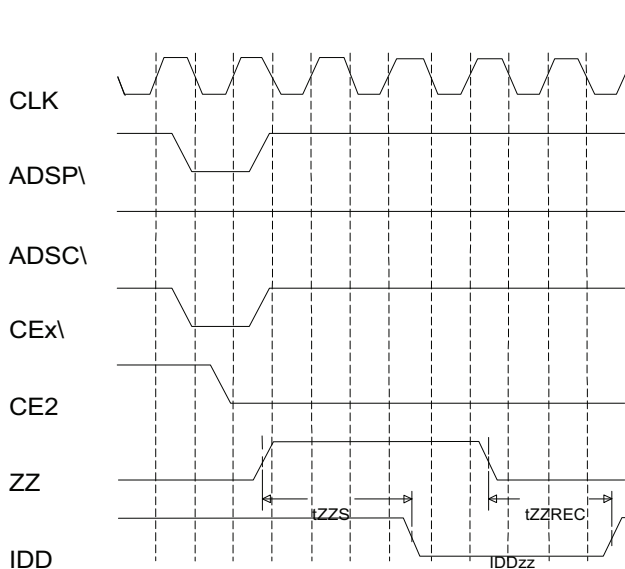 CLK
ADSP\
ADSC\
CEx\
CE2
ZZ
tZZS
tZZREC
IDD
IDDzz